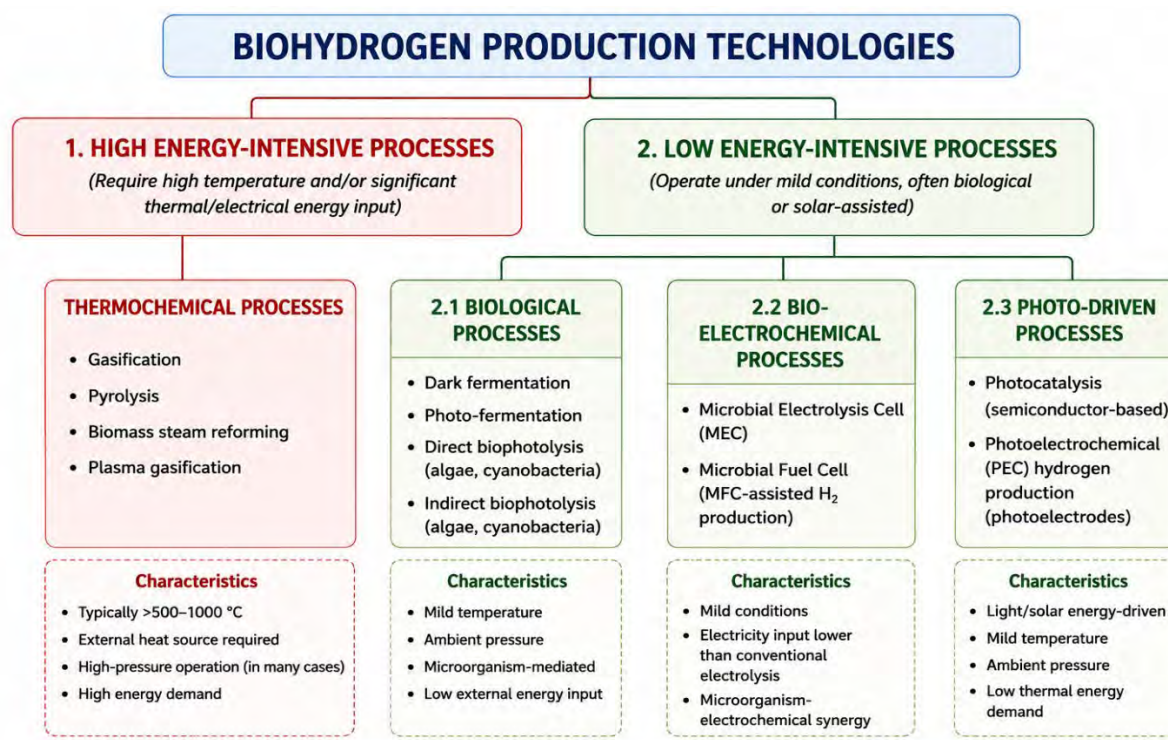 BIOHYDROGEN PRODUCTION TECHNOLOGIES
1. HIGH ENERGY-INTENSIVE PROCESSES
(Require high temperature and/or significant
thermal/electrical energy input)
2. LOW ENERGY-INTENSIVE PROCESSES
(Operate under mild conditions, often biological
or solar-assisted)
THERMOCHEMICAL PROCESSES
• Gasification
• Pyrolysis
• Biomass steam reforming
• Plasma gasification
Characteristics
• Typically >500–1000 °C
• External heat source required
• High-pressure operation (in many cases)
• High energy demand
2.1 BIOLOGICAL
PROCESSES
• Dark fermentation
• Photo-fermentation
• Direct biophotolysis
(algae, cyanobacteria)
• Indirect biophotolysis
(algae, cyanobacteria)
Characteristics
• Mild temperature
• Ambient pressure
• Microorganism-mediated
• Low external energy input
2.2 BIO-
ELECTROCHEMICAL
PROCESSES
• Microbial Electrolysis Cell
(MEC)
• Microbial Fuel Cell
(MFC-assisted H₂
production)
Characteristics
• Mild conditions
• Electricity input lower
than conventional
electrolysis
• Microorganism-
electrochemical synergy
2.3 PHOTO-DRIVEN
PROCESSES
• Photocatalysis
(semiconductor-based)
• Photoelectrochemical
(PEC) hydrogen
production
(photoelectrodes)
Characteristics
• Light/solar energy-driven
• Mild temperature
• Ambient pressure
• Low thermal energy
demand